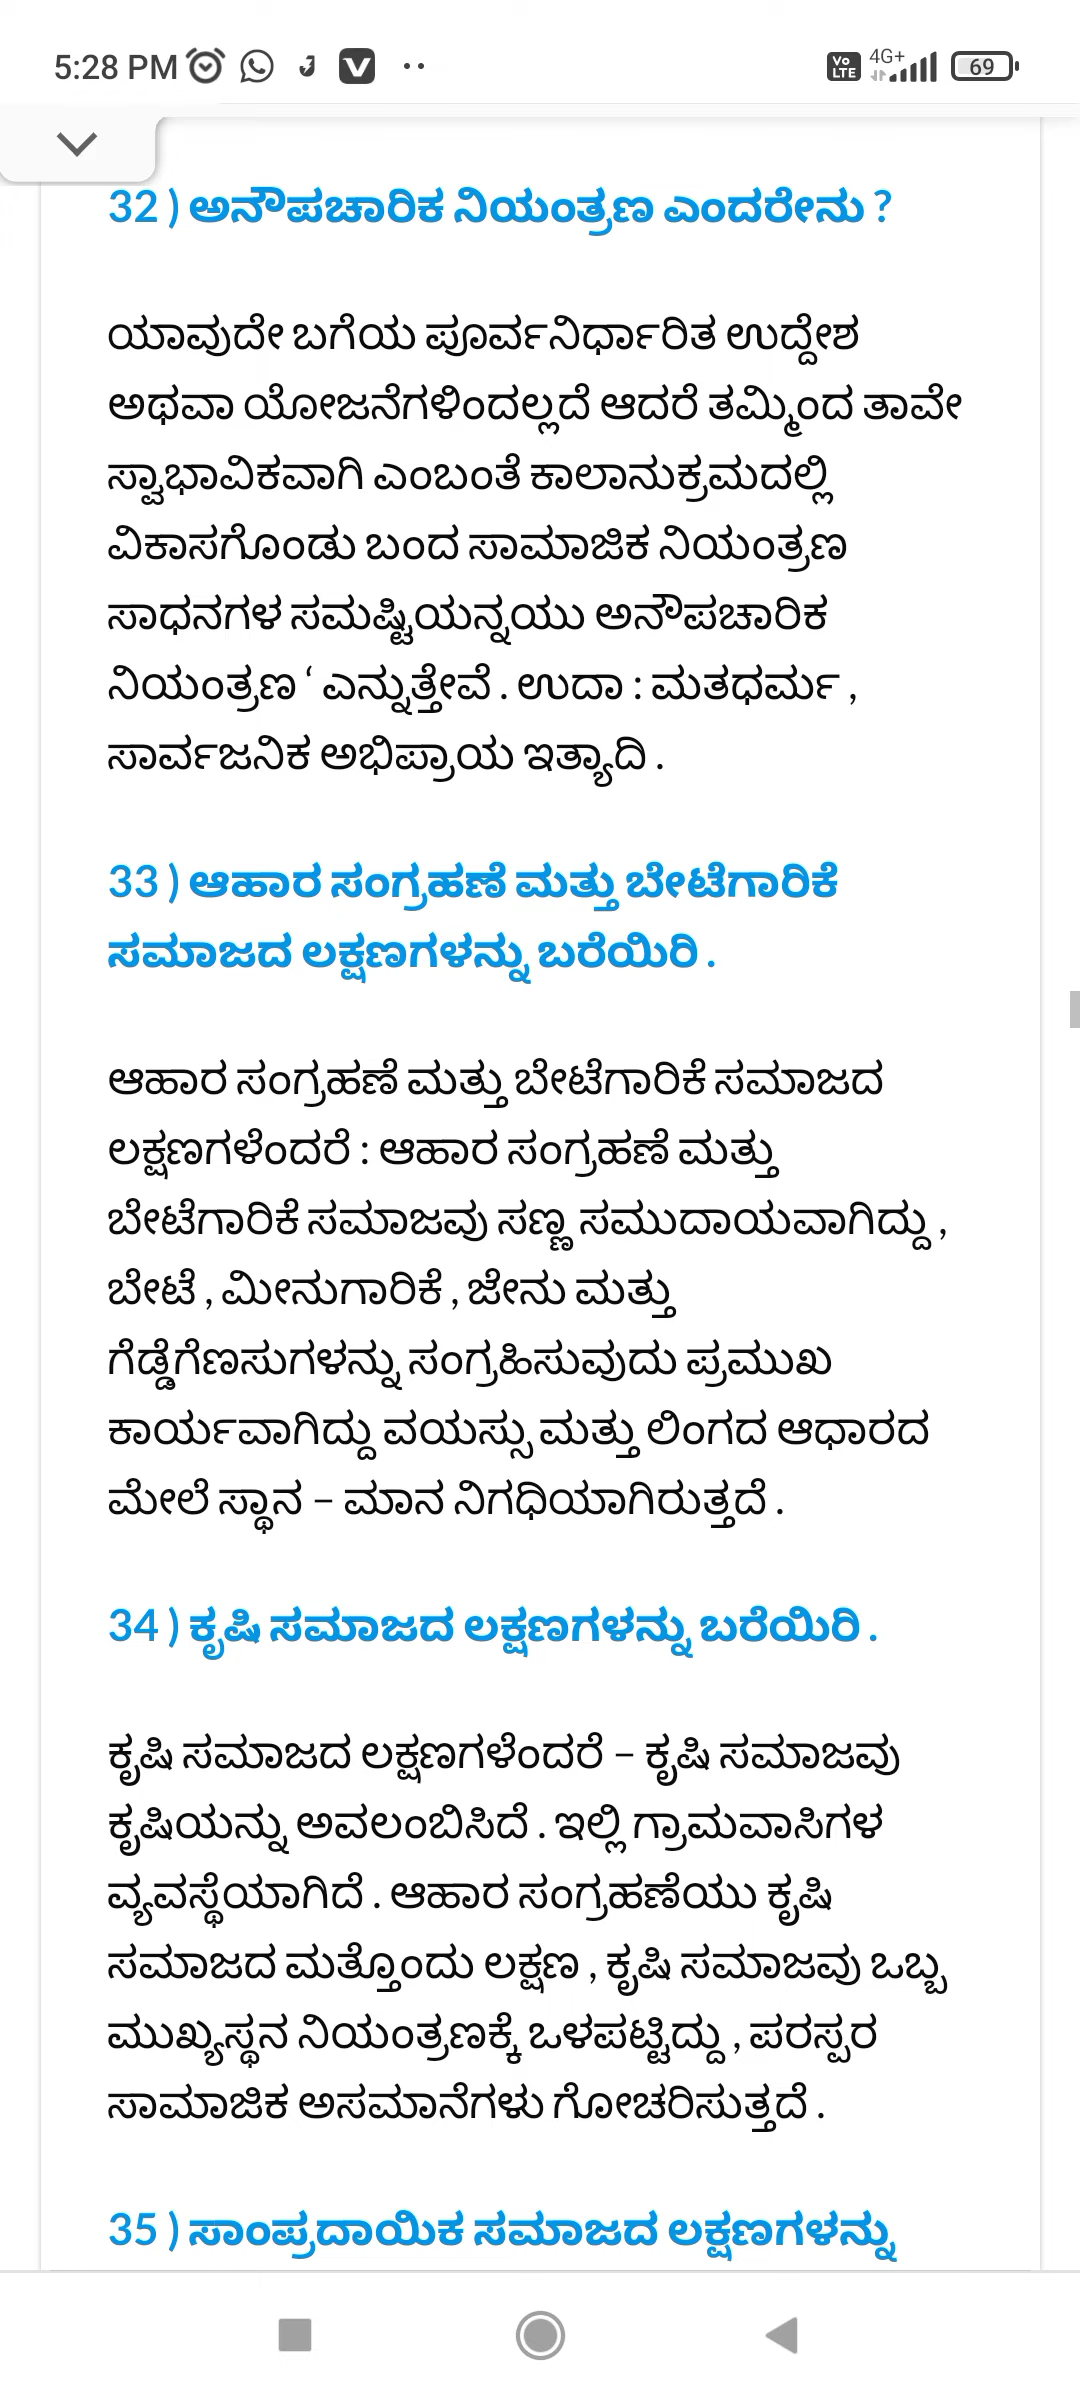 5:28 PM
Vo LTE 4G+ 69
32 ) ಅನೌಪಚಾರಿಕ ನಿಯಂತ್ರಣ ಎಂದರೇನು ?
ಯಾವುದೇ ಬಗೆಯ ಪೂರ್ವನಿರ್ಧಾರಿತ ಉದ್ದೇಶ
ಅಥವಾ ಯೋಜನೆಗಳಿಂದಲ್ಲದೆ ಆದರೆ ತಮ್ಮಿಂದ ತಾವೇ
ಸ್ವಾಭಾವಿಕವಾಗಿ ಎಂಬಂತೆ ಕಾಲಾನುಕ್ರಮದಲ್ಲಿ
ವಿಕಾಸಗೊಂಡು ಬಂದ ಸಾಮಾಜಿಕ ನಿಯಂತ್ರಣ
ಸಾಧನಗಳ ಸಮಷ್ಟಿಯನ್ನಯು ಅನೌಪಚಾರಿಕ
ನಿಯಂತ್ರಣ ‘ ಎನ್ನುತ್ತೇವೆ . ಉದಾ : ಮತಧರ್ಮ ,
ಸಾರ್ವಜನಿಕ ಅಭಿಪ್ರಾಯ ಇತ್ಯಾದಿ .
33 ) ಆಹಾರ ಸಂಗ್ರಹಣೆ ಮತ್ತು ಬೇಟೆಗಾರಿಕೆ
ಸಮಾಜದ ಲಕ್ಷಣಗಳನ್ನು ಬರೆಯಿರಿ .
ಆಹಾರ ಸಂಗ್ರಹಣೆ ಮತ್ತು ಬೇಟೆಗಾರಿಕೆ ಸಮಾಜದ
ಲಕ್ಷಣಗಳೆಂದರೆ : ಆಹಾರ ಸಂಗ್ರಹಣೆ ಮತ್ತು
ಬೇಟೆಗಾರಿಕೆ ಸಮಾಜವು ಸಣ್ಣ ಸಮುದಾಯವಾಗಿದ್ದು ,
ಬೇಟೆ , ಮೀನುಗಾರಿಕೆ , ಜೇನು ಮತ್ತು
ಗೆಡ್ಡೆಗೆಣಸುಗಳನ್ನು ಸಂಗ್ರಹಿಸುವುದು ಪ್ರಮುಖ
ಕಾರ್ಯವಾಗಿದ್ದು ವಯಸ್ಸು ಮತ್ತು ಲಿಂಗದ ಆಧಾರದ
ಮೇಲೆ ಸ್ಥಾನ – ಮಾನ ನಿಗಧಿಯಾಗಿರುತ್ತದೆ .
34 ) ಕೃಷಿ ಸಮಾಜದ ಲಕ್ಷಣಗಳನ್ನು ಬರೆಯಿರಿ .
ಕೃಷಿ ಸಮಾಜದ ಲಕ್ಷಣಗಳೆಂದರೆ – ಕೃಷಿ ಸಮಾಜವು
ಕೃಷಿಯನ್ನು ಅವಲಂಬಿಸಿದೆ . ಇಲ್ಲಿ ಗ್ರಾಮವಾಸಿಗಳ
ವ್ಯವಸ್ಥೆಯಾಗಿದೆ . ಆಹಾರ ಸಂಗ್ರಹಣೆಯು ಕೃಷಿ
ಸಮಾಜದ ಮತ್ತೊಂದು ಲಕ್ಷಣ , ಕೃಷಿ ಸಮಾಜವು ಒಬ್ಬ
ಮುಖ್ಯಸ್ಥನ ನಿಯಂತ್ರಣಕ್ಕೆ ಒಳಪಟ್ಟಿದ್ದು , ಪರಸ್ಪರ
ಸಾಮಾಜಿಕ ಅಸಮಾನೆಗಳು ಗೋಚರಿಸುತ್ತದೆ .
35 ) ಸಾಂಪ್ರದಾಯಿಕ ಸಮಾಜದ ಲಕ್ಷಣಗಳನ್ನು